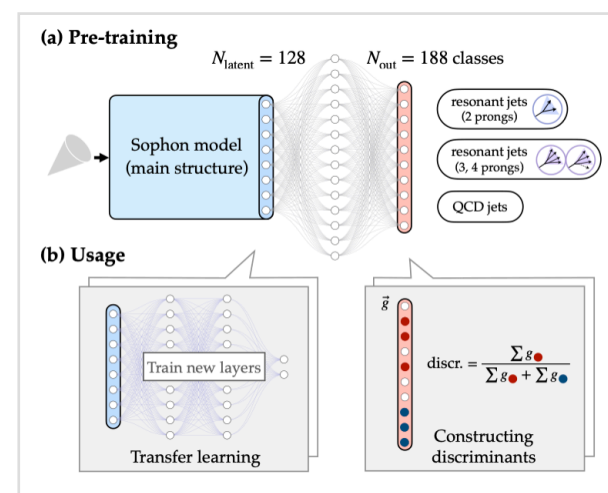 (a) Pre-training
N_latent = 128
N_out = 188 classes
Sophon model
(main structure)
resonant jets
(2 prongs)
resonant jets
(3, 4 prongs)
QCD jets
(b) Usage
Train new layers
Transfer learning
g⃗
discr. = Σg● / Σg● + Σg●
Constructing
discriminants